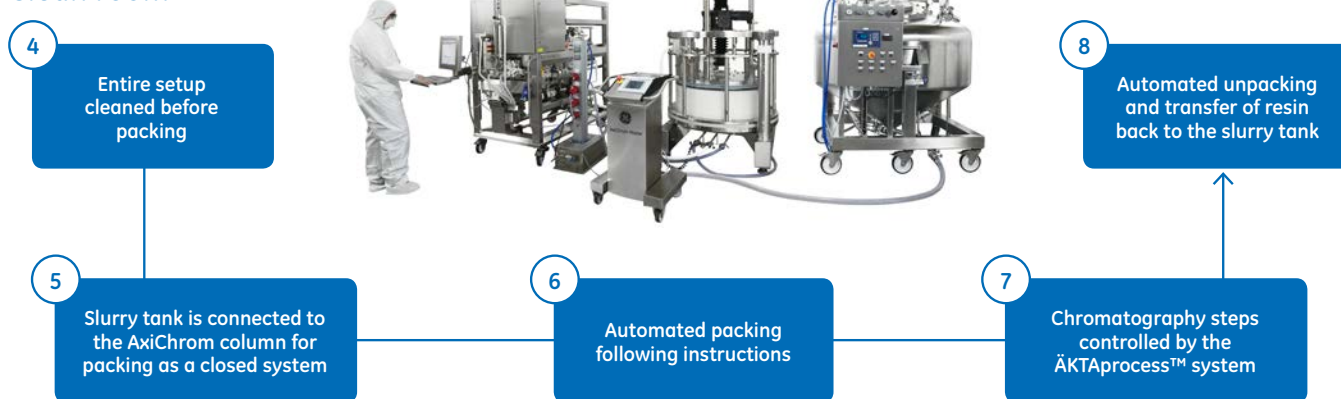 4
Entire setup
cleaned before
packing
8
Automated unpacking
and transfer of resin
back to the slurry tank
5
Slurry tank is connected to
the AxiChrom column for
packing as a closed system
6
Automated packing
following instructions
7
Chromatography steps
controlled by the
ÄKTAprocess™ system